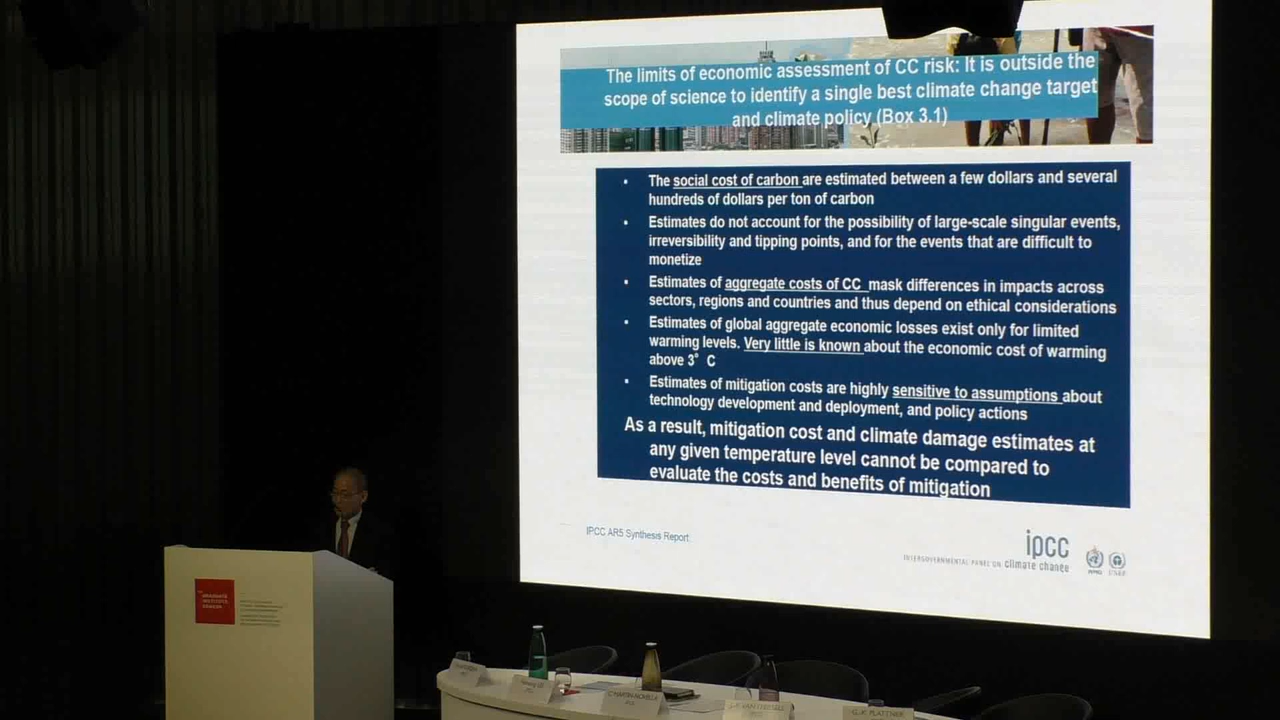 The limits of economic assessment of CC risk: It is outside the
scope of science to identify a single best climate change target
and climate policy (Box 3.1)
• The social cost of carbon are estimated between a few dollars and several
hundreds of dollars per ton of carbon
• Estimates do not account for the possibility of large-scale singular events,
irreversibility and tipping points, and for the events that are difficult to
monetize
• Estimates of aggregate costs of CC mask differences in impacts across
sectors, regions and countries and thus depend on ethical considerations
• Estimates of global aggregate economic losses exist only for limited
warming levels. Very little is known about the economic cost of warming
above 3° C
• Estimates of mitigation costs are highly sensitive to assumptions about
technology development and deployment, and policy actions
As a result, mitigation cost and climate damage estimates at
any given temperature level cannot be compared to
evaluate the costs and benefits of mitigation
IPCC AR5 Synthesis Report
ipcc
INTERGOVERNMENTAL PANEL ON climate change
WMO
UNEP
THE GRADUATE
INSTITUTE
GENEVA
G.-K. PLATTNER